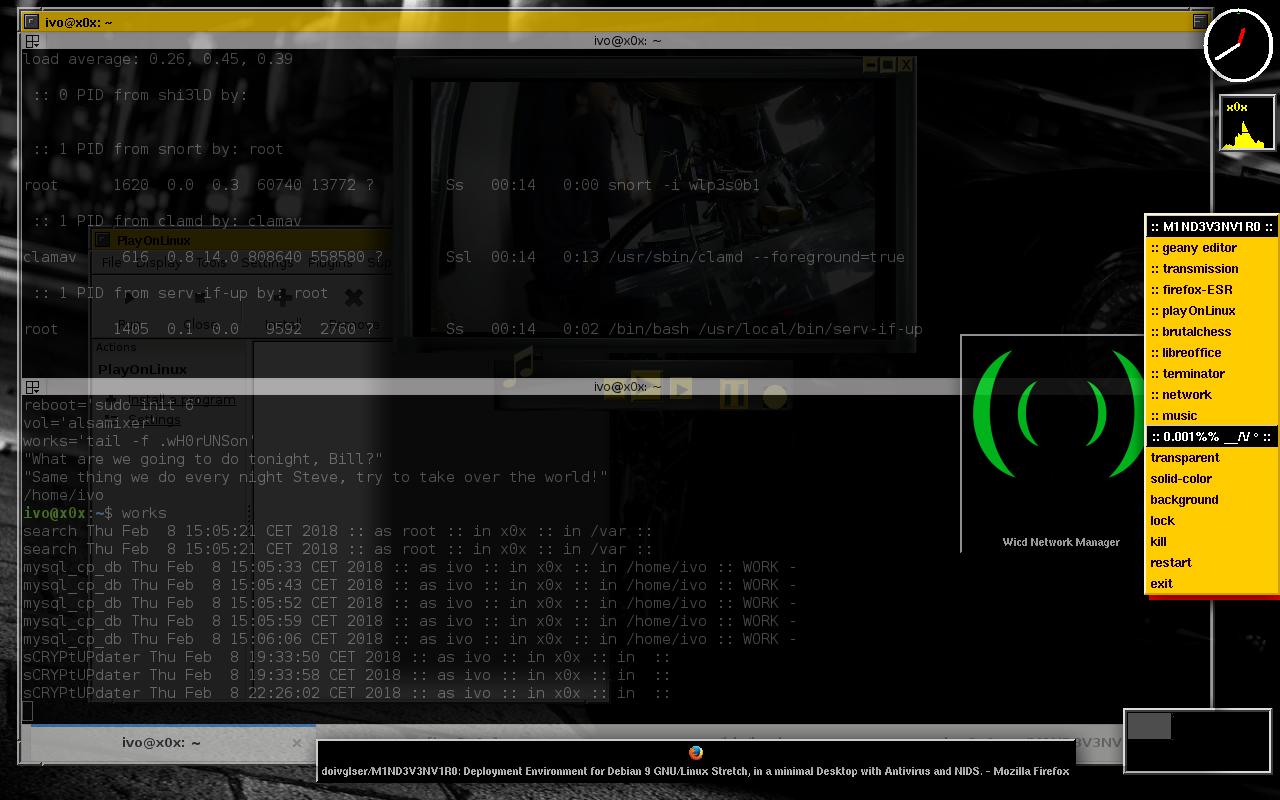 ivo@x0x: ~
ivo@x0x: ~
load average: 0.26, 0.45, 0.39
:: 0 PID from shi3lD by:
:: 1 PID from snort by: root
root 1620 0.0 0.3 60740 13772 ? Ss 00:14 0:00 snort -i wlp3s0b1
:: 1 PID from clamd by: clamav
PlayOnLinux
clamav 616 0.8 14.0 808640 558580 ? Ssl 0:13 /usr/sbin/clamd --foreground=true
File Display Tools Settings Plugins
:: 1 PID from serv-if-up by: root
root 1405 0.1 0.0 9592 2760 ? Ss 00:14 0:02 /bin/bash /usr/local/bin/serv-if-up
Actions
PlayOnLinux
ivo@x0x: ~
Install a program
Settings
reboot='sudo init 6'
vol='alsamixer'
works='tail -f .wH0rUNSon'
"What are we going to do tonight, Bill?"
"Same thing we do every night Steve, try to take over the world!"
/home/ivo
ivo@x0x:~$ works
search Thu Feb  8 15:05:21 CET 2018 :: as root :: in x0x :: in /var ::
search Thu Feb  8 15:05:21 CET 2018 :: as root :: in x0x :: in /var ::
mysql_cp_db Thu Feb  8 15:05:33 CET 2018 :: as ivo :: in x0x :: in /home/ivo :: WORK -
mysql_cp_db Thu Feb  8 15:05:43 CET 2018 :: as ivo :: in x0x :: in /home/ivo :: WORK -
mysql_cp_db Thu Feb  8 15:05:52 CET 2018 :: as ivo :: in x0x :: in /home/ivo :: WORK -
mysql_cp_db Thu Feb  8 15:05:59 CET 2018 :: as ivo :: in x0x :: in /home/ivo :: WORK -
mysql_cp_db Thu Feb  8 15:06:06 CET 2018 :: as ivo :: in x0x :: in /home/ivo :: WORK -
sCRYPtUPdater Thu Feb  8 19:33:50 CET 2018 :: as ivo :: in x0x :: in  ::
sCRYPtUPdater Thu Feb  8 19:33:58 CET 2018 :: as ivo :: in x0x :: in  ::
sCRYPtUPdater Thu Feb  8 22:26:02 CET 2018 :: as ivo :: in x0x :: in  ::
ivo@x0x: ~
doivglser/M1ND3V3NV1R0: Deployment Environment for Debian 9 GNU/Linux Stretch, in a minimal Desktop with Antivirus and NIDS. - Mozilla Firefox
Wicd Network Manager
x0x
:: M1ND3V3NV1R0 ::
:: geany editor
:: transmission
:: firefox-ESR
:: playOnLinux
:: brutalchess
:: libreoffice
:: terminator
:: network
:: music
:: 0.001%% __/\/ ° ::
transparent
solid-color
background
lock
kill
restart
exit